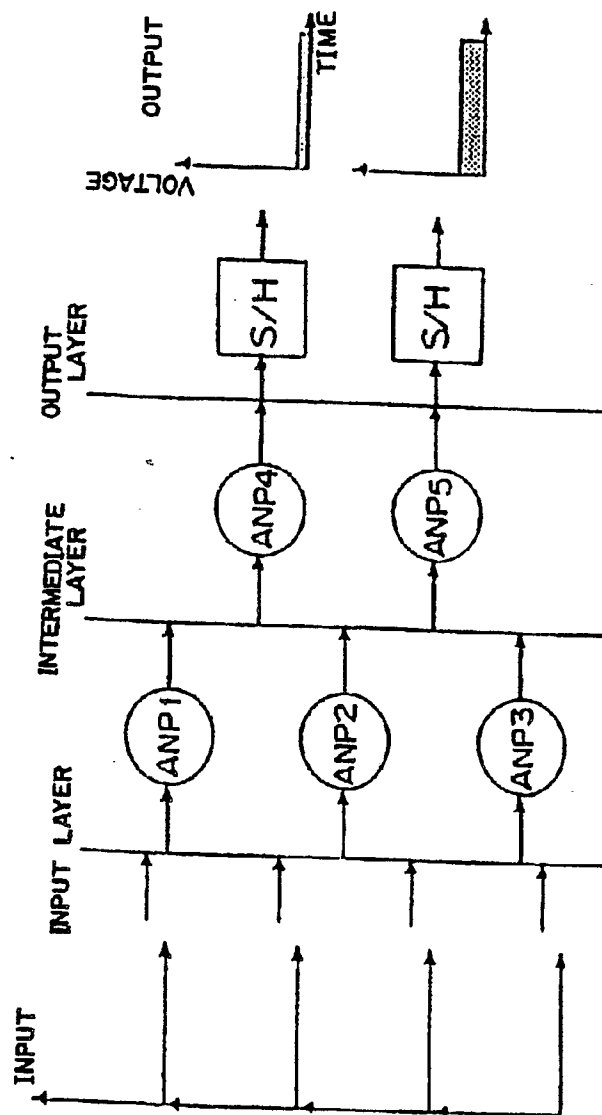 INPUT
INPUT LAYER
INTERMEDIATE
LAYER
OUTPUT
LAYER
OUTPUT
ANP1
ANP2
ANP3
ANP4
ANP5
S/H
S/H
VOLTAGE
TIME